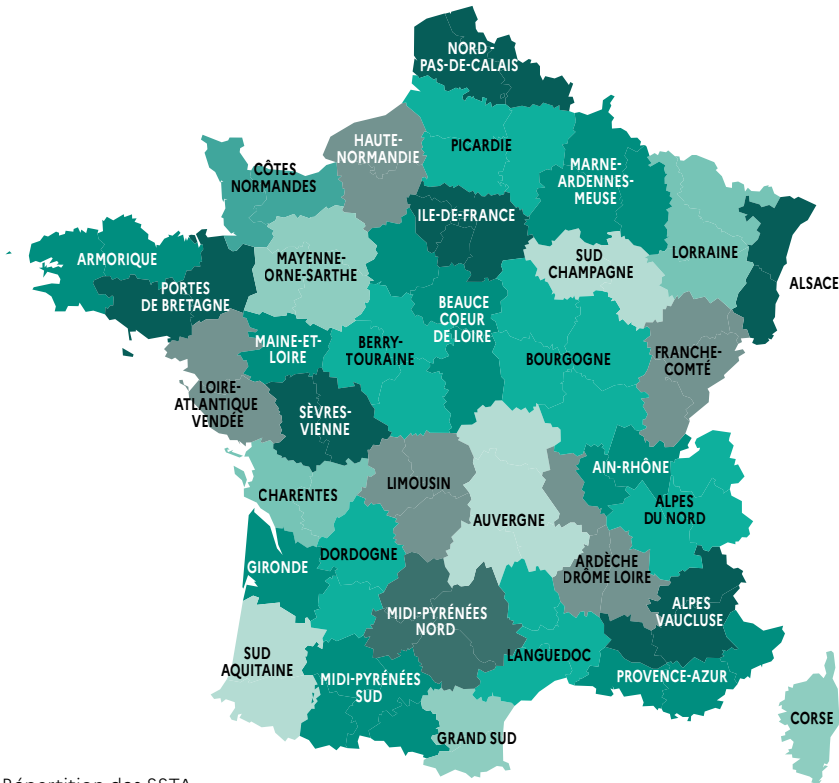 NORD -
PAS-DE-CALAIS
HAUTE-
NORMANDIE
PICARDIE
CÔTES
NORMANDES
MARNE-
ARDENNES-
MEUSE
ILE-DE-FRANCE
ARMORIQUE
MAYENNE-
ORNE-SARTHE
SUD
CHAMPAGNE
LORRAINE
ALSACE
PORTES
DE BRETAGNE
BEAUCE
COEUR
DE LOIRE
MAINE-ET-
LOIRE
BERRY-
TOURAINE
BOURGOGNE
FRANCHE-
COMTÉ
LOIRE-
ATLANTIQUE
VENDÉE
SÈVRES-
VIENNE
AIN-RHÔNE
LIMOUSIN
CHARENTES
AUVERGNE
ALPES
DU NORD
DORDOGNE
GIRONDE
ARDÈCHE
DRÔME LOIRE
MIDI-PYRÉNÉES
NORD
ALPES
VAUCLUSE
SUD
AQUITAINE
LANGUEDOC
MIDI-PYRÉNÉES
SUD
PROVENCE-AZUR
GRAND SUD
CORSE
Répartition des SSTA